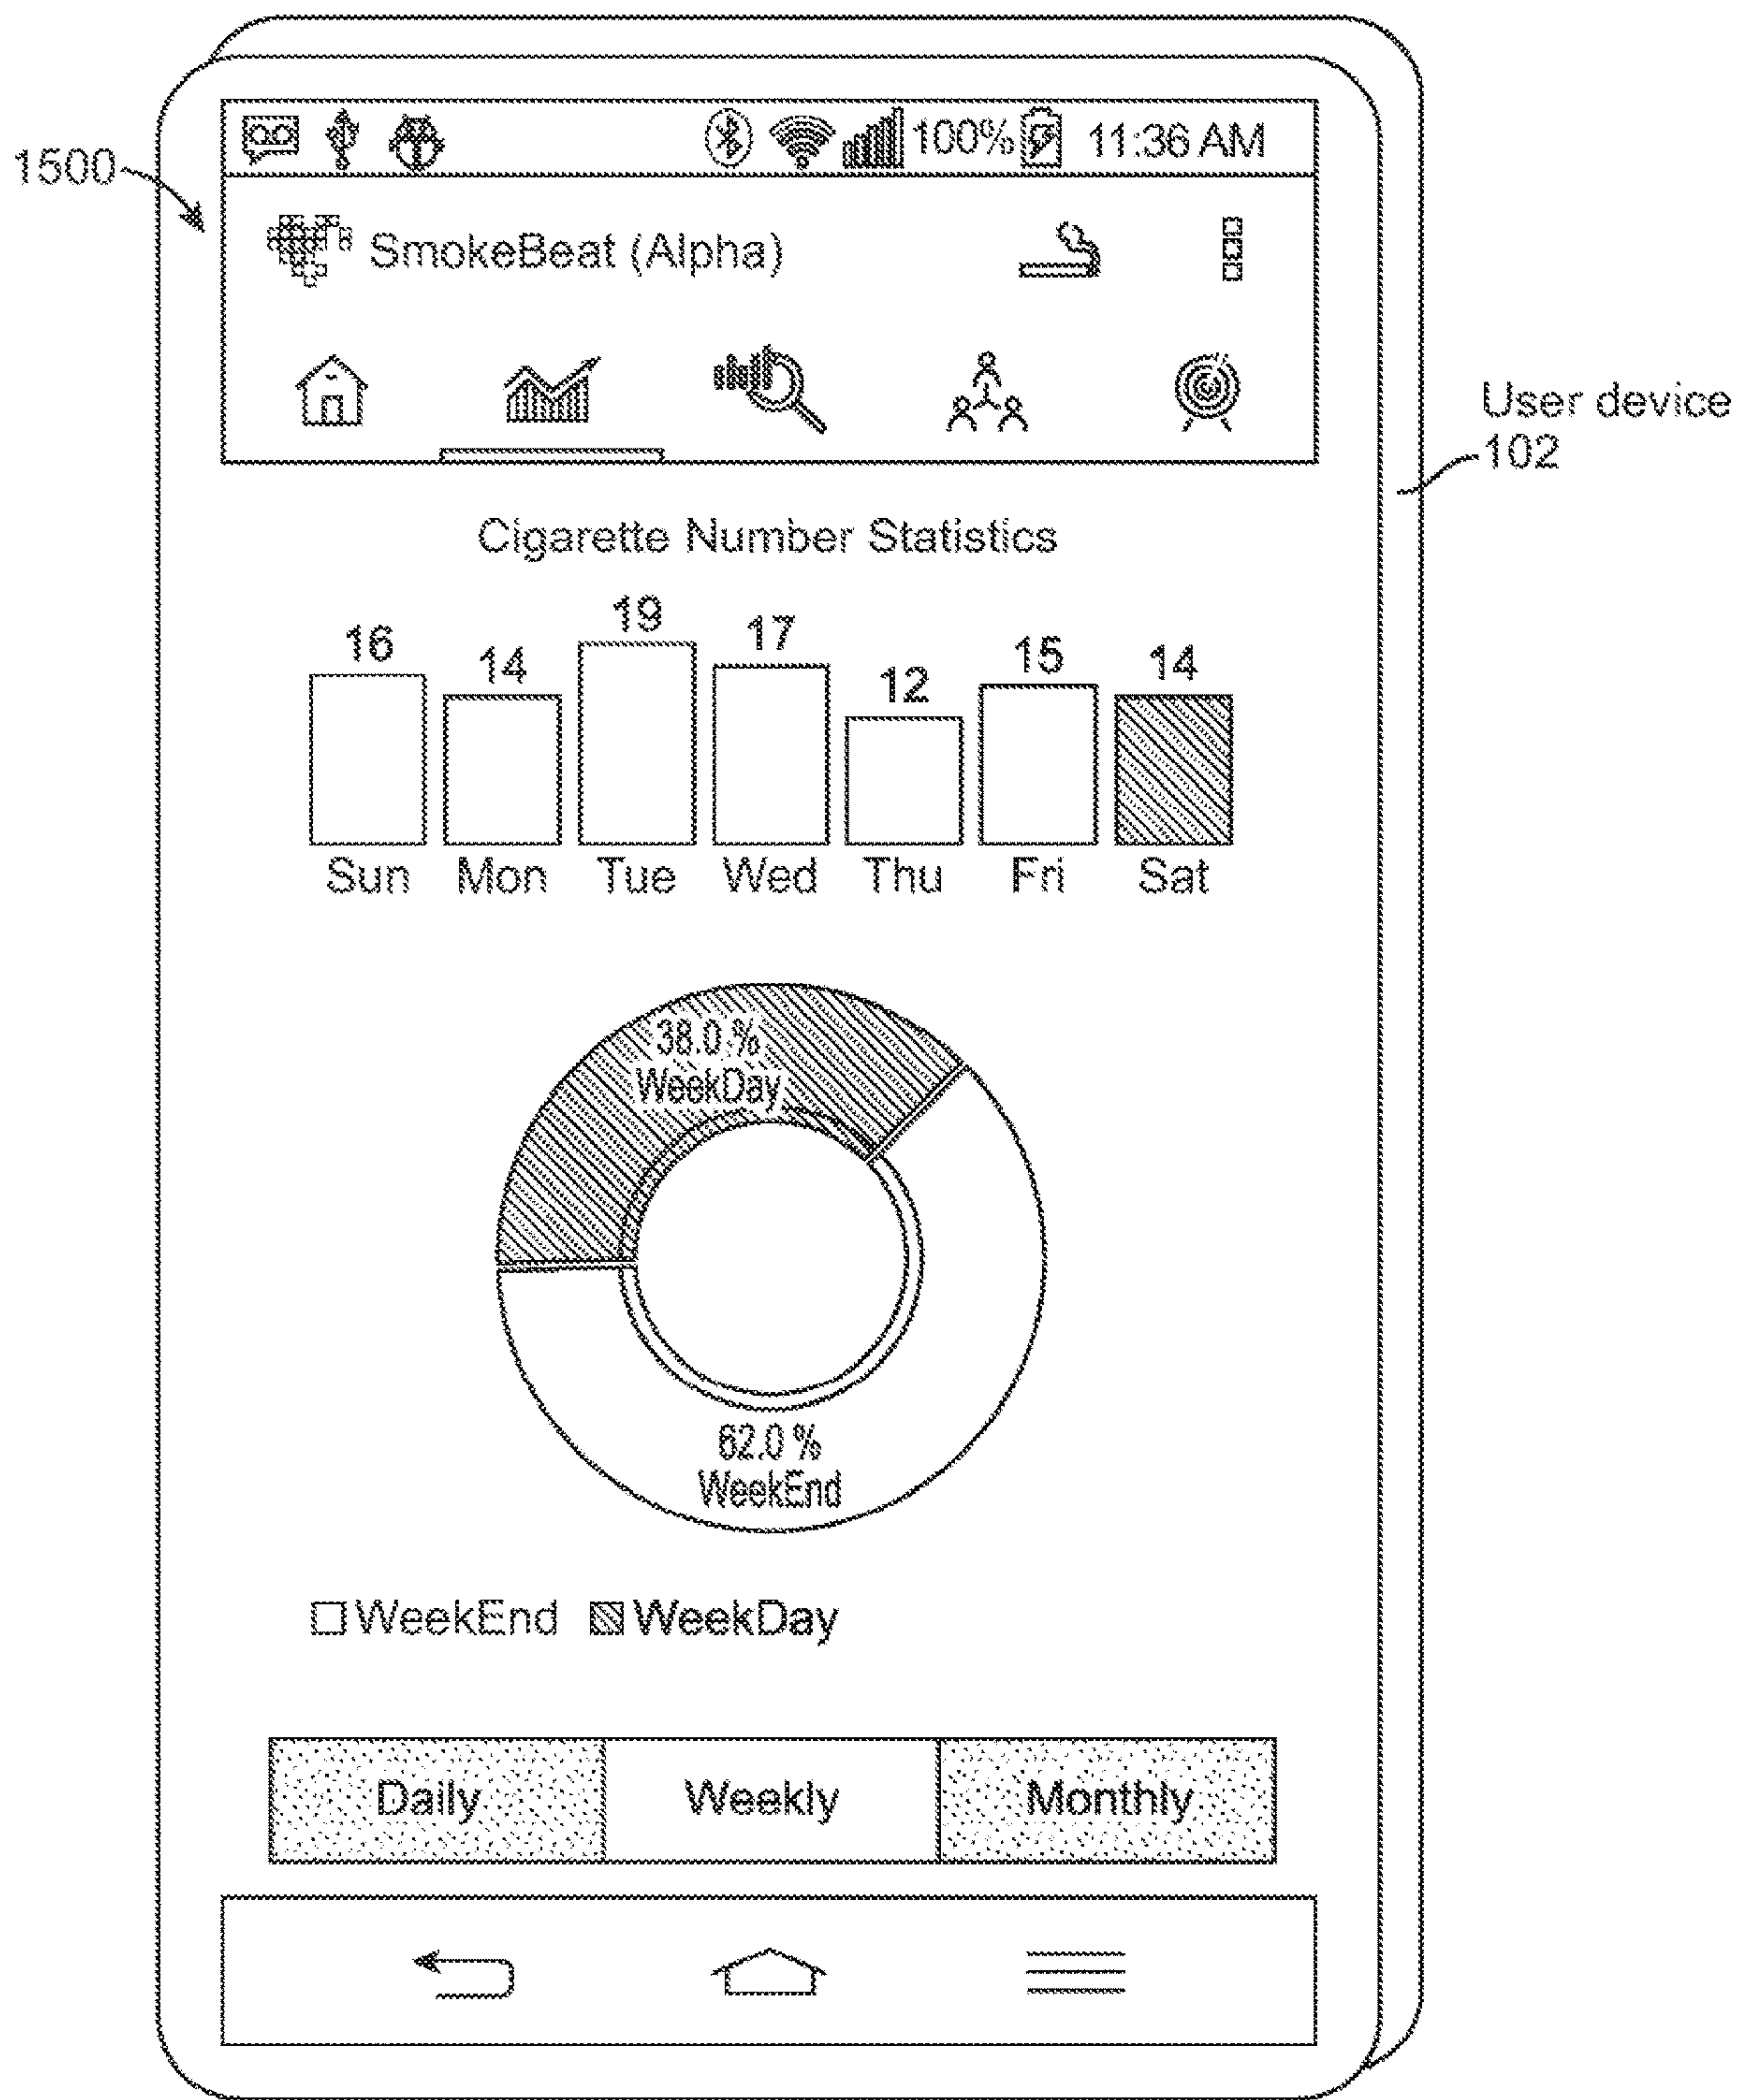 100% 11:36 AM
1500
SmokeBeat (Alpha)
User device
102
Cigarette Number Statistics
16 14 19 17 12 15 14
Sun Mon Tue Wed Thu Fri Sat
38.0 %
WeekDay
62.0 %
WeekEnd
WeekEnd WeekDay
Daily Weekly Monthly